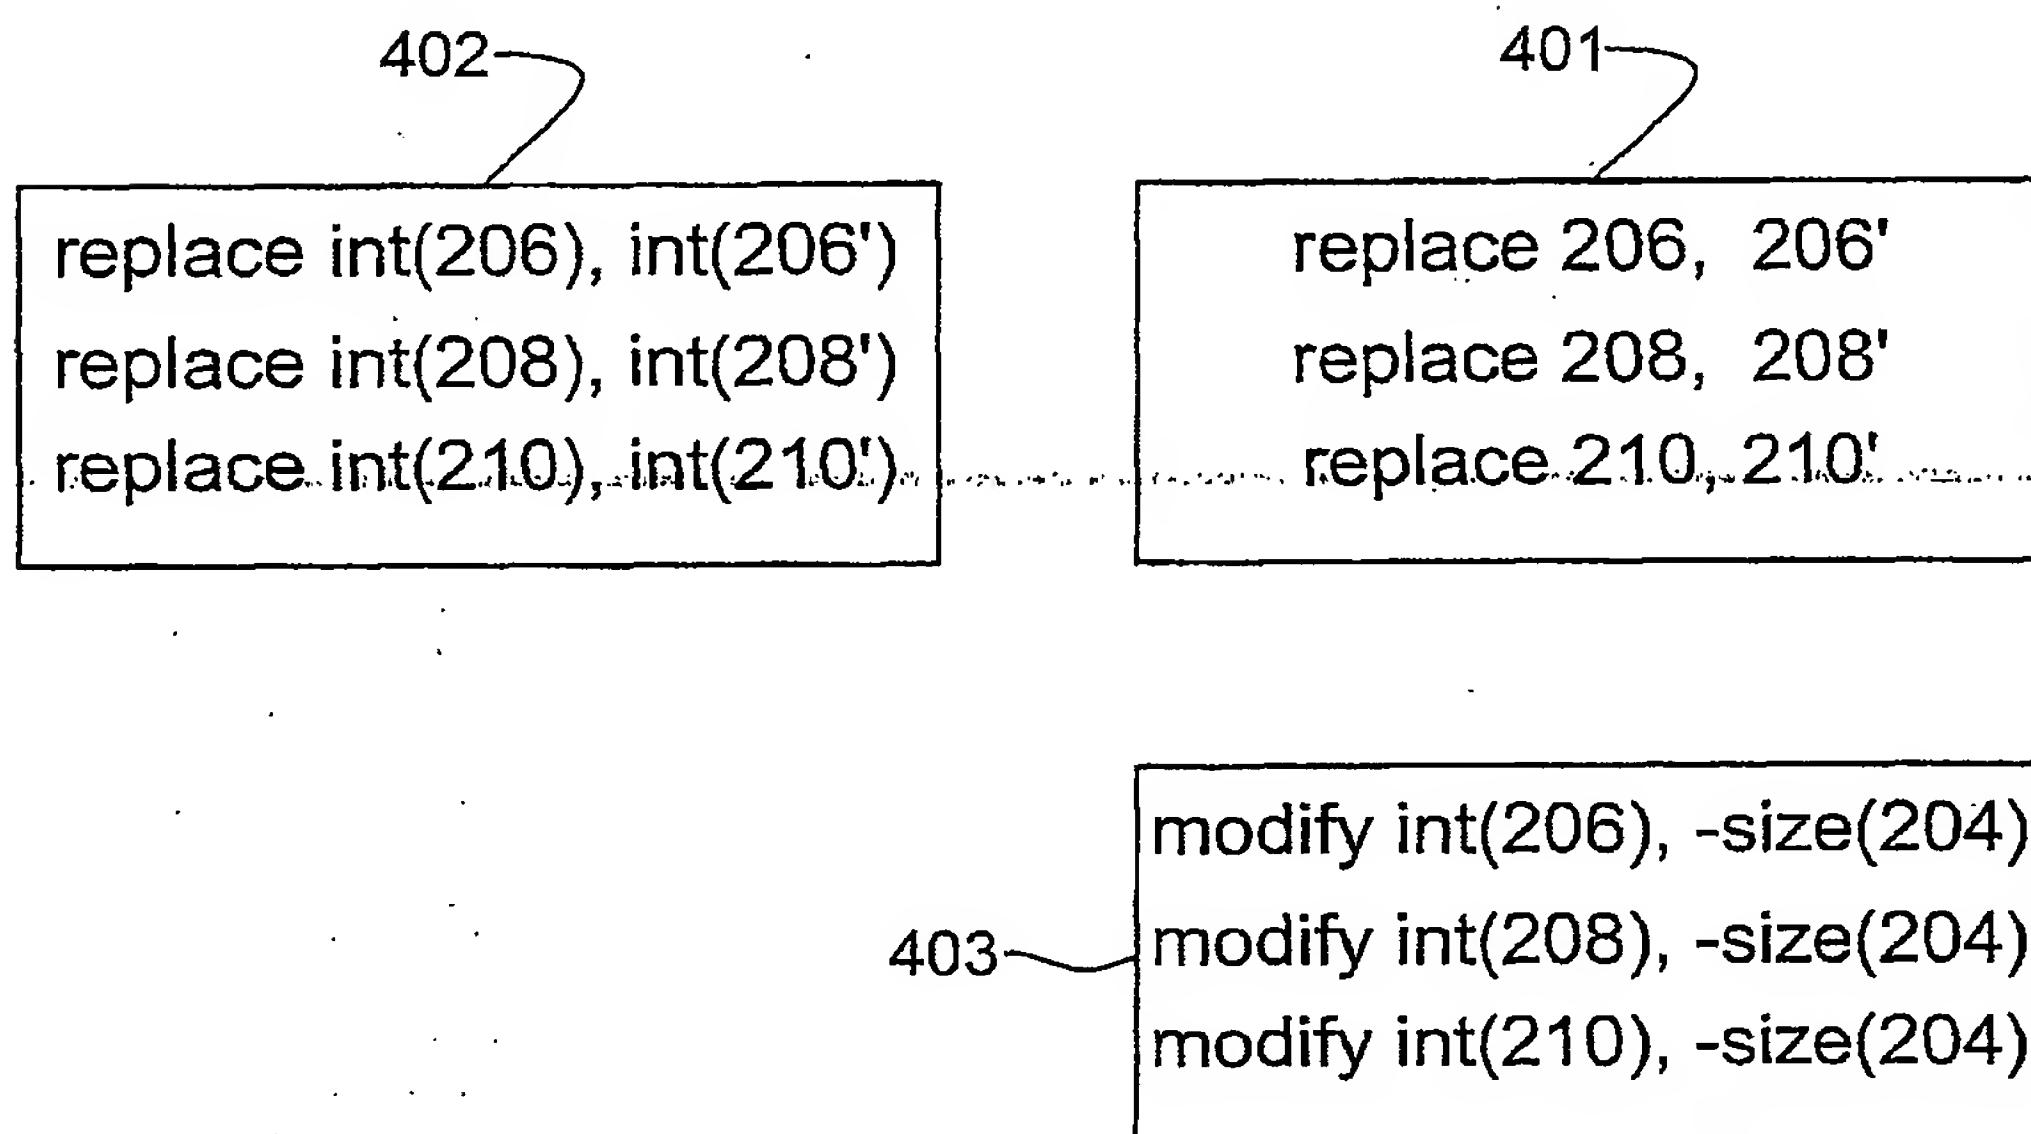 402
replace int(206), int(206')
replace int(208), int(208')
replace int(210), int(210')
401
replace 206, 206'
replace 208, 208'
replace 210, 210'
403
modify int(206), -size(204)
modify int(208), -size(204)
modify int(210), -size(204)